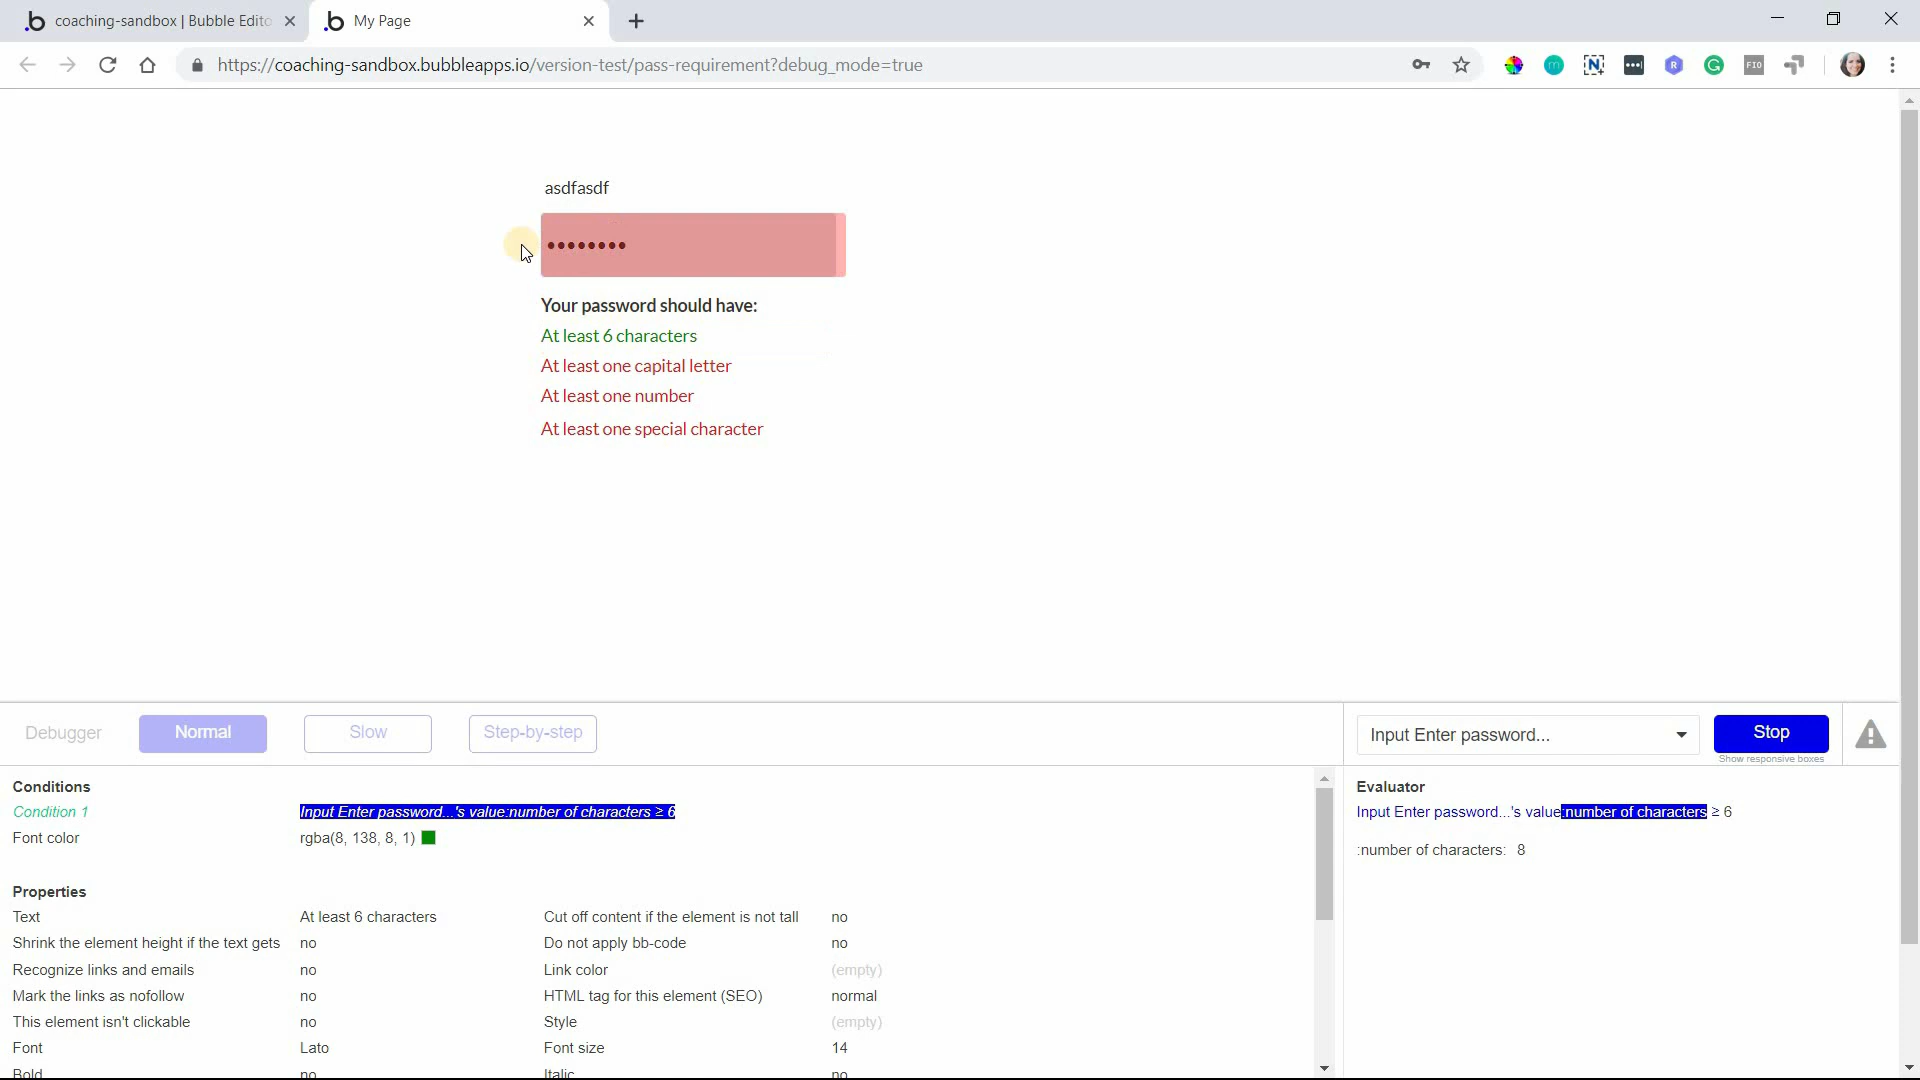 coaching-sandbox | Bubble Edito
My Page
https://coaching-sandbox.bubbleapps.io/version-test/pass-requirement?debug_mode=true
asdfasdf
••••••••
Your password should have:
At least 6 characters
At least one capital letter
At least one number
At least one special character
Debugger
Normal
Slow
Step-by-step
Input Enter password...
Stop
Show responsive boxes
Conditions
Condition 1 Input Enter password...'s value:number of characters ≥ 6
Font color rgba(8, 138, 8, 1)
Properties
Text At least 6 characters Cut off content if the element is not tall no
Shrink the element height if the text gets no Do not apply bb-code no
Recognize links and emails no Link color (empty)
Mark the links as nofollow no HTML tag for this element (SEO) normal
This element isn't clickable no Style (empty)
Font Lato Font size 14
Bold no Italic no
Evaluator
Input Enter password...'s value:number of characters ≥ 6
:number of characters: 8